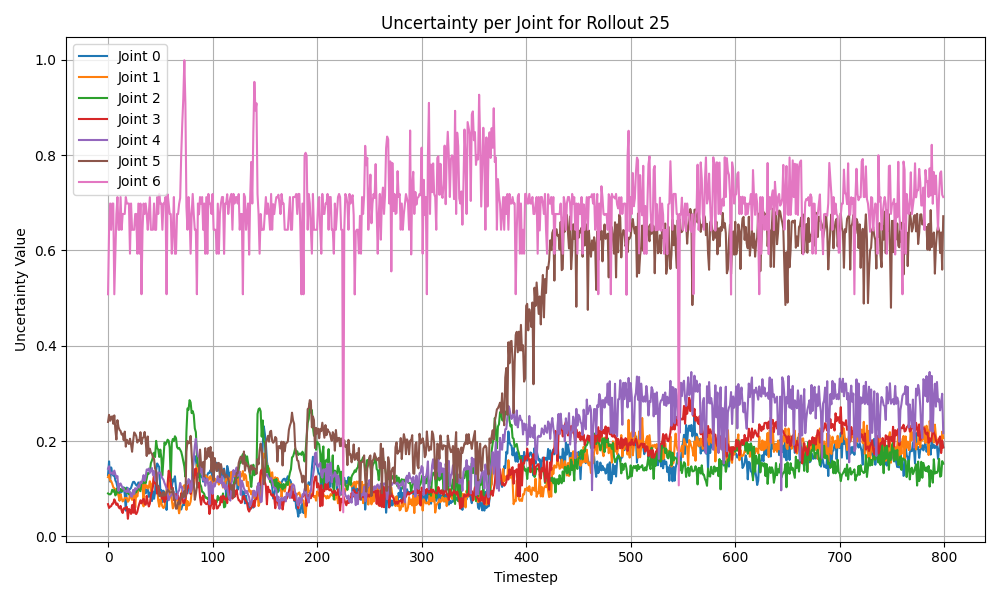 Uncertainty per Joint for Rollout 25
Uncertainty Value
1.0
0.8
0.6
0.4
0.2
0.0
Joint 0
Joint 1
Joint 2
Joint 3
Joint 4
Joint 5
Joint 6
0 100 200 300 400 500 600 700 800
Timestep